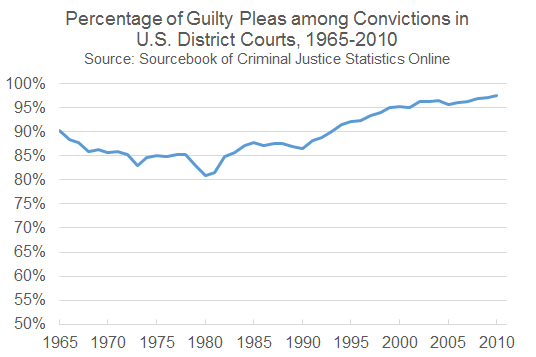 Percentage of Guilty Pleas among Convictions in
U.S. District Courts, 1965-2010
Source: Sourcebook of Criminal Justice Statistics Online
100%
95%
90%
85%
80%
75%
70%
65%
60%
55%
50%
1965 1970 1975 1980 1985 1990 1995 2000 2005 2010